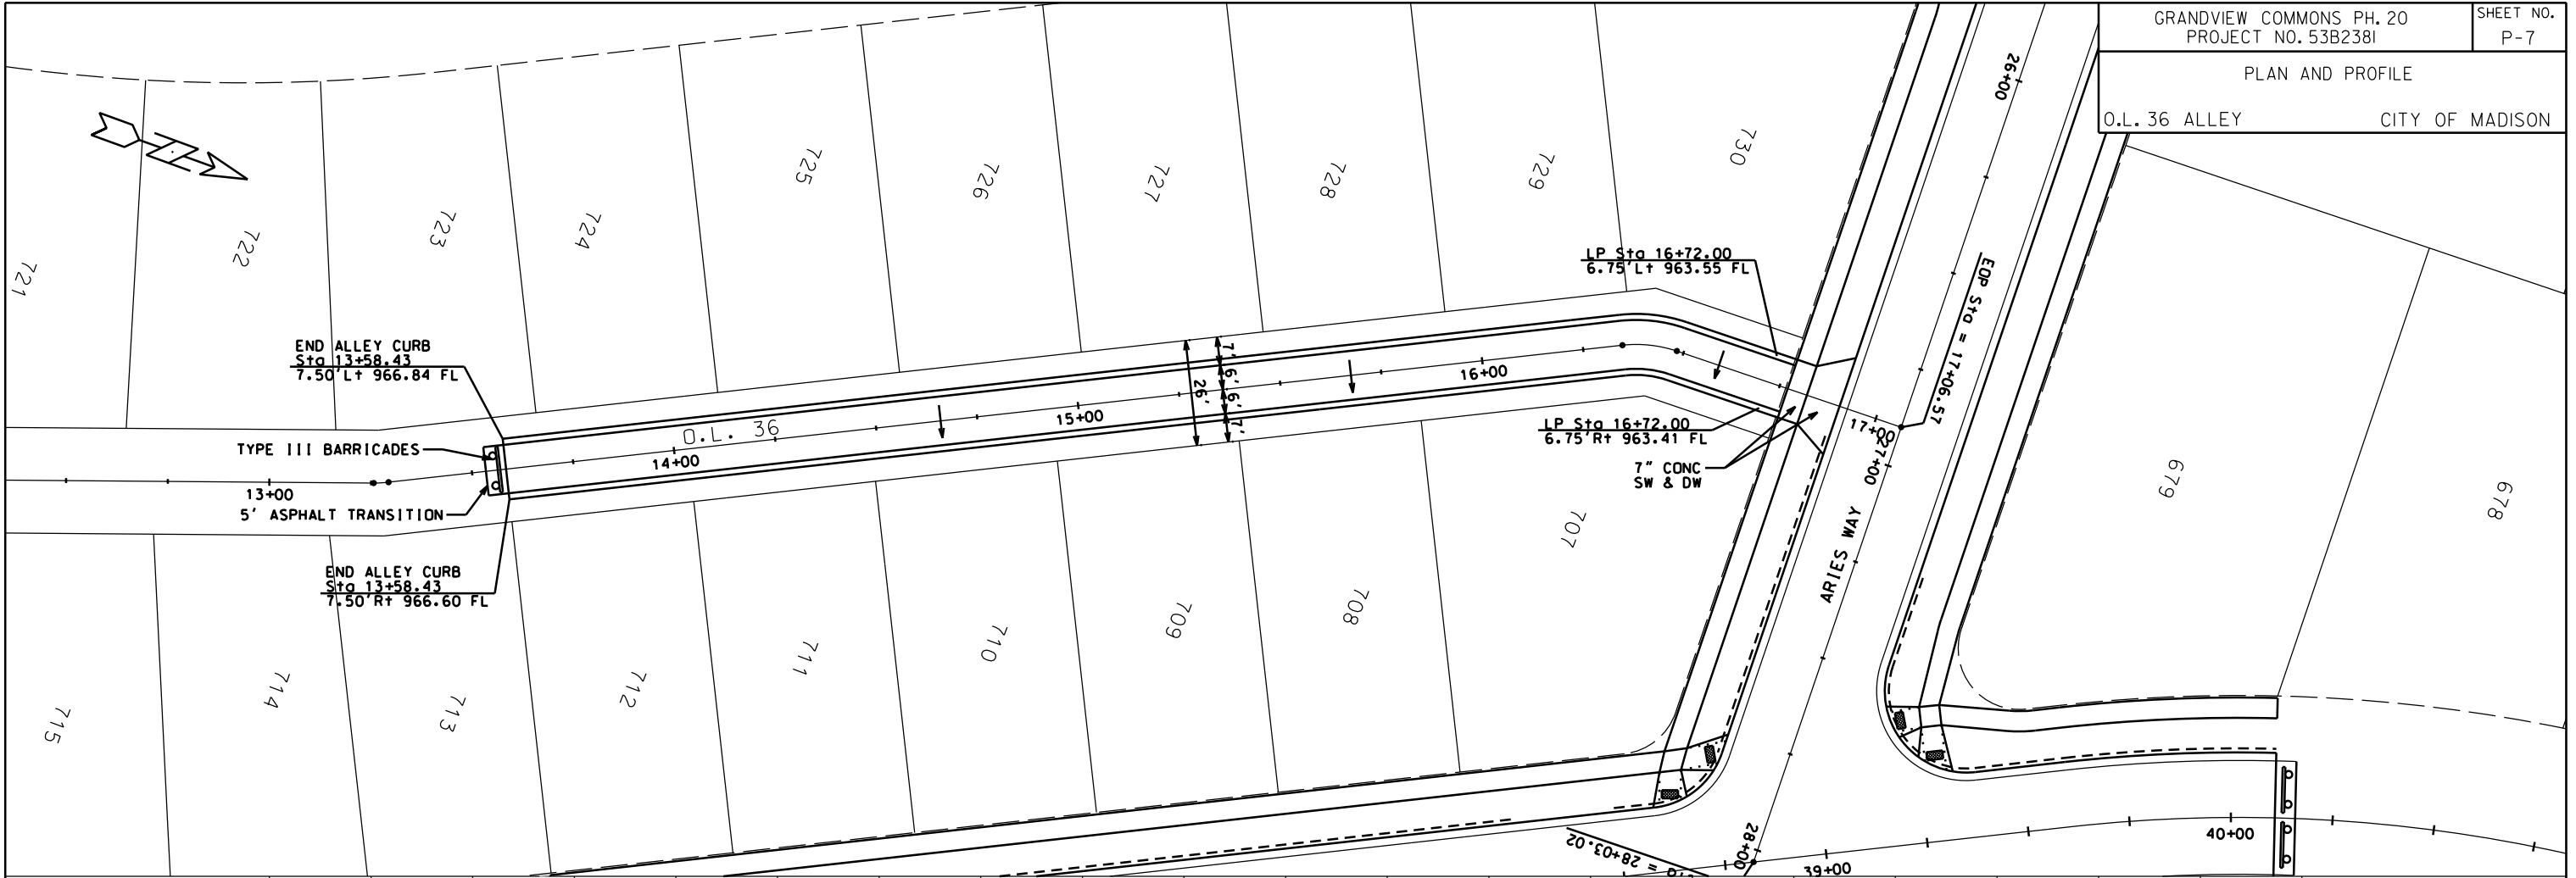 GRANDVIEW COMMONS PH. 20
PROJECT NO. 53B2381
SHEET NO.
P-7
PLAN AND PROFILE
O.L. 36 ALLEY
CITY OF MADISON
26+00
721
722
723
724
725
726
727
728
729
730
LP Sta 16+72.00
6.75' Lt 963.55 FL
EOP Sta = 17+06.57
END ALLEY CURB
Sta 13+58.43
7.50' Lt 966.84 FL
7'
6'
6'
7'
26'
16+00
15+00
O.L. 36
14+00
13+00
TYPE III BARRICADES
5' ASPHALT TRANSITION
END ALLEY CURB
Sta 13+58.43
7.50' Rt 966.60 FL
LP Sta 16+72.00
6.75' Rt 963.41 FL
17+00
27+00
7" CONC
SW & DW
ARIES WAY
679
678
715
714
713
712
711
710
709
708
707
= 28+03.02
28+00
39+00
40+00